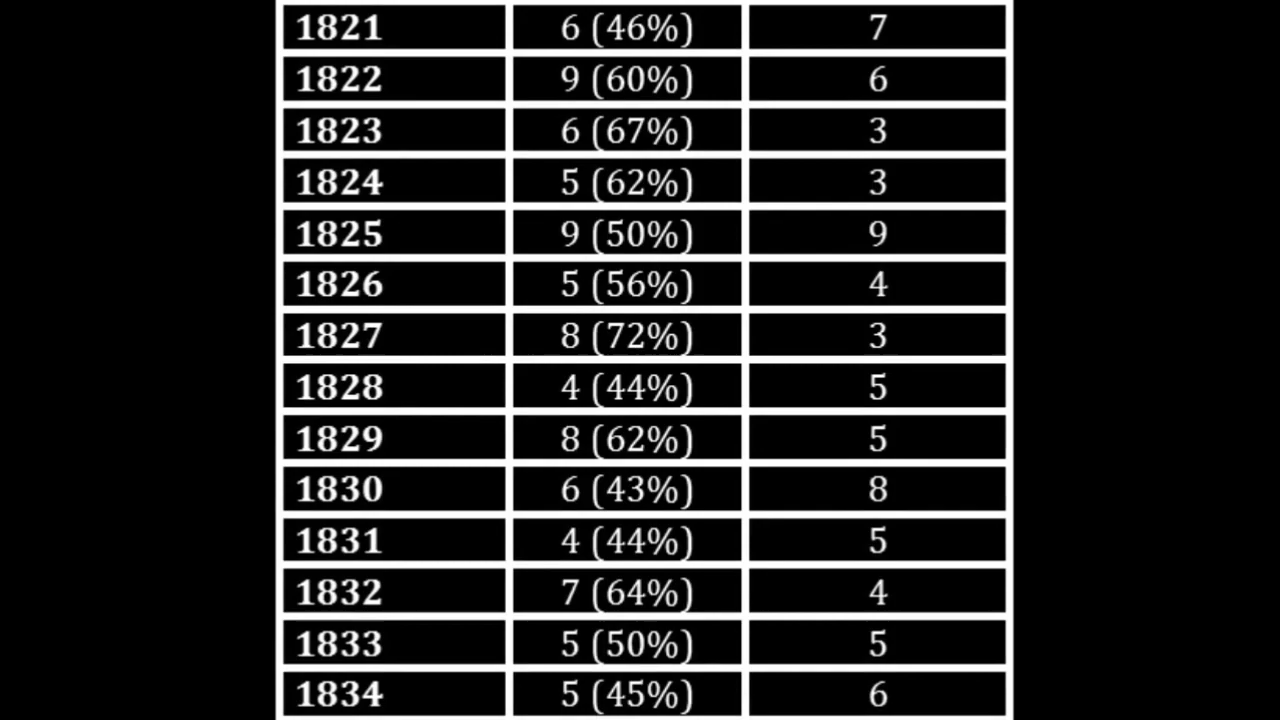 1821 6 (46%) 7
1822 9 (60%) 6
1823 6 (67%) 3
1824 5 (62%) 3
1825 9 (50%) 9
1826 5 (56%) 4
1827 8 (72%) 3
1828 4 (44%) 5
1829 8 (62%) 5
1830 6 (43%) 8
1831 4 (44%) 5
1832 7 (64%) 4
1833 5 (50%) 5
1834 5 (45%) 6